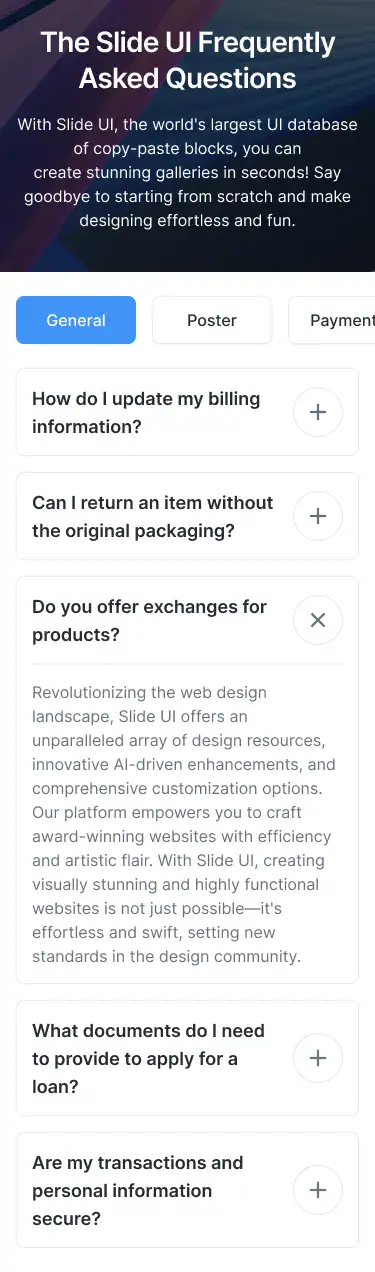 The Slide UI Frequently
Asked Questions
With Slide UI, the world's largest UI database
of copy-paste blocks, you can
create stunning galleries in seconds! Say
goodbye to starting from scratch and make
designing effortless and fun.
General
Poster
Payment
How do I update my billing
information?
Can I return an item without
the original packaging?
Do you offer exchanges for
products?
Revolutionizing the web design
landscape, Slide UI offers an
unparalleled array of design resources,
innovative AI-driven enhancements, and
comprehensive customization options.
Our platform empowers you to craft
award-winning websites with efficiency
and artistic flair. With Slide UI, creating
visually stunning and highly functional
websites is not just possible—it's
effortless and swift, setting new
standards in the design community.
What documents do I need
to provide to apply for a
loan?
Are my transactions and
personal information
secure?